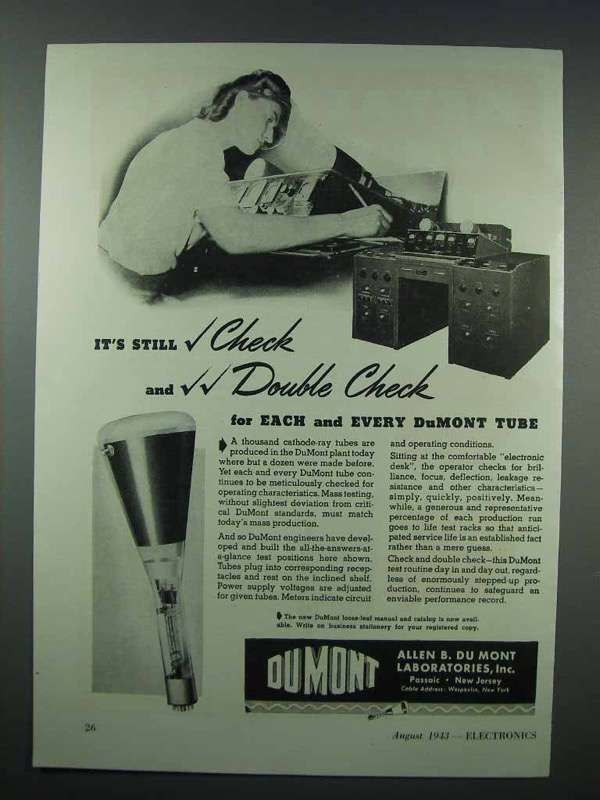 IT'S STILL ✓ Check
and ✓✓ Double Check
for EACH and EVERY DuMONT TUBE
A thousand cathode-ray tubes are
produced in the DuMont plant today
where but a dozen were made before.
Yet each and every DuMont tube con-
tinues to be meticulously checked for
operating characteristics. Mass testing,
without slightest deviation from criti-
cal DuMont standards, must match
today's mass production.
And so DuMont engineers have devel-
oped and built the all-the-answers-at-
a-glance test positions here shown.
Tubes plug into corresponding recep-
tacles and rest on the inclined shelf.
Power supply voltages are adjusted
for given tubes. Meters indicate circuit
and operating conditions.
Sitting at the comfortable "electronic
desk", the operator checks for bril-
liance, focus, deflection, leakage re-
sistance and other characteristics—
simply, quickly, positively. Mean-
while, a generous and representative
percentage of each production run
goes to life test racks so that antici-
pated service life is an established fact
rather than a mere guess.
Check and double check—this DuMont
test routine day in and day out, regard-
less of enormously stepped-up pro-
duction, continues to safeguard an
enviable performance record.
The new DuMont loose-leaf manual and catalog is now avail-
able. Write on business stationery for your registered copy.
DUMONT
ALLEN B. DU MONT
LABORATORIES, Inc.
Passaic • New Jersey
Cable Address: Wespexlin, New York
26
August 1943 — ELECTRONICS